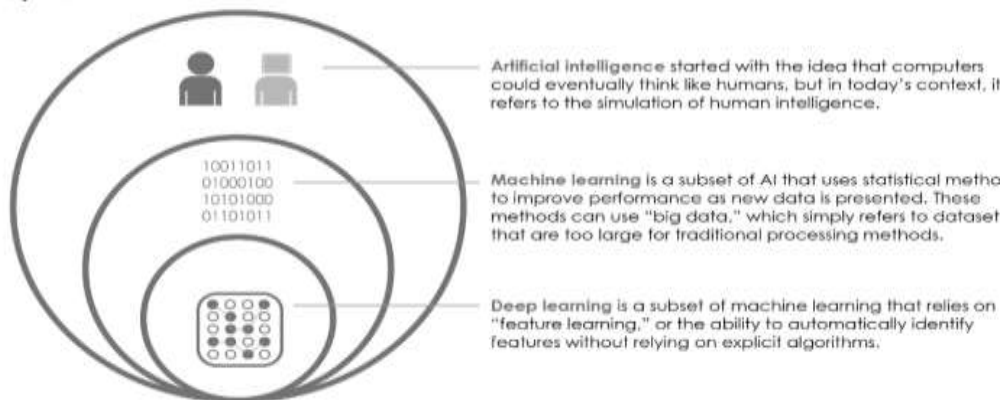 Artificial intelligence started with the idea that computers
could eventually think like humans, but in today's context, it
refers to the simulation of human intelligence.
10011011
01000100
10101000
01101011
Machine learning is a subset of AI that uses statistical metho
to improve performance as new data is presented. These
methods can use "big data," which simply refers to dataset
that are too large for traditional processing methods.
Deep learning is a subset of machine learning that relies on
"feature learning," or the ability to automatically identify
features without relying on explicit algorithms.